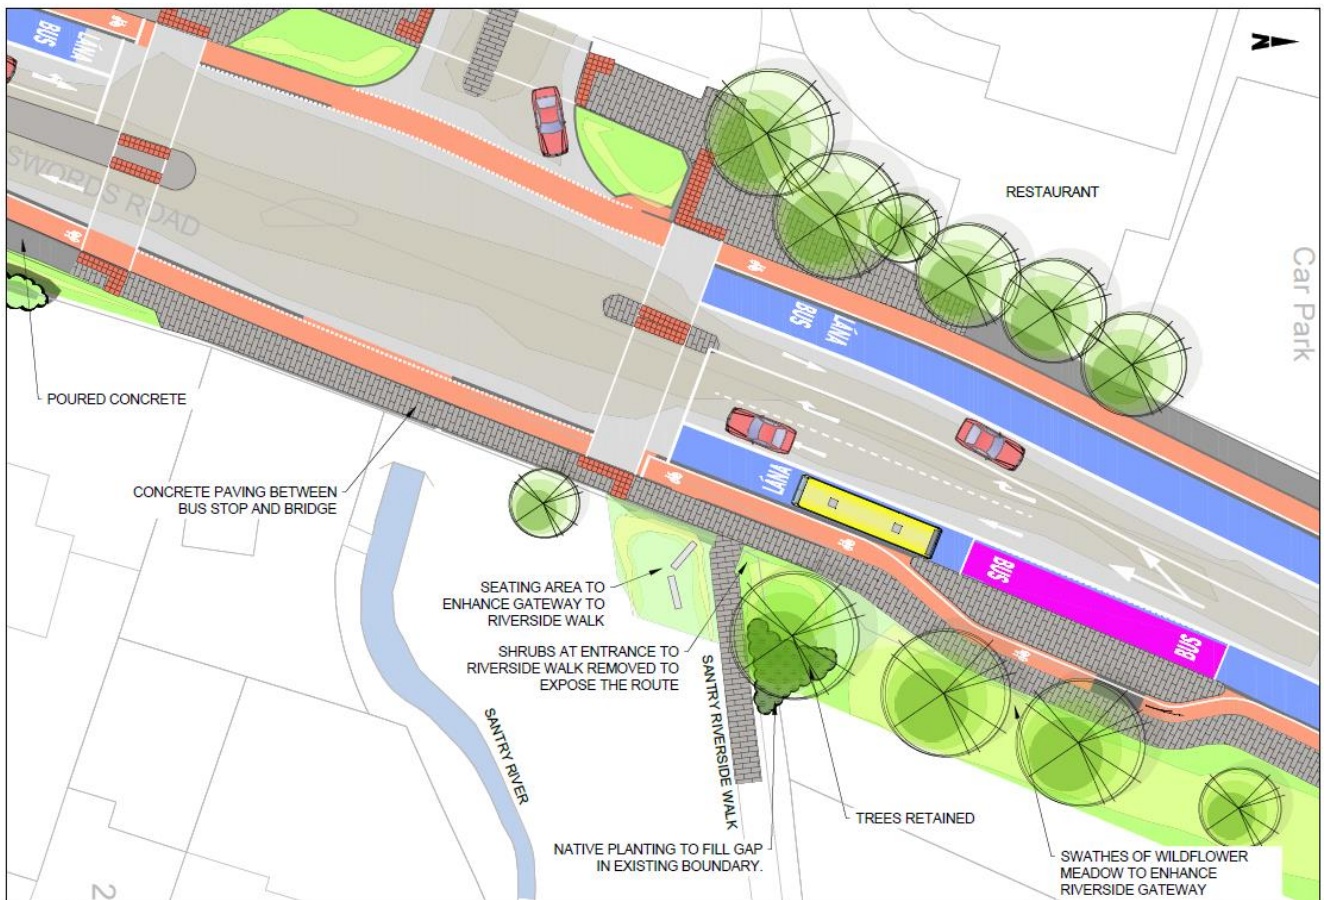 BUS
LÁNA
N
SWORDS ROAD
RESTAURANT
Car Park
BUS
LÁNA
POURED CONCRETE
LÁNA
CONCRETE PAVING BETWEEN
BUS STOP AND BRIDGE
BUS
BUS
SEATING AREA TO
ENHANCE GATEWAY TO
RIVERSIDE WALK
SHRUBS AT ENTRANCE TO
RIVERSIDE WALK REMOVED TO
EXPOSE THE ROUTE
SANTRY RIVER
SANTRY RIVERSIDE WALK
TREES RETAINED
NATIVE PLANTING TO FILL GAP
IN EXISTING BOUNDARY.
SWATHES OF WILDFLOWER
MEADOW TO ENHANCE
RIVERSIDE GATEWAY
2